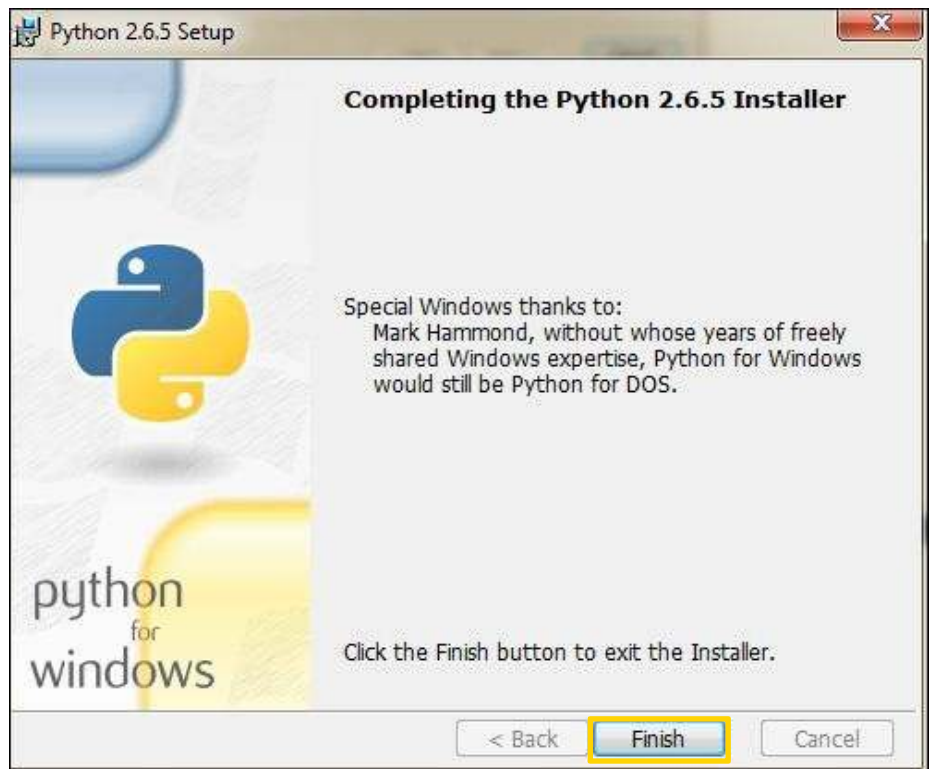 Python 2.6.5 Setup
Completing the Python 2.6.5 Installer
Special Windows thanks to:
Mark Hammond, without whose years of freely
shared Windows expertise, Python for Windows
would still be Python for DOS.
python
for
windows
Click the Finish button to exit the Installer.
< Back
Finish
Cancel